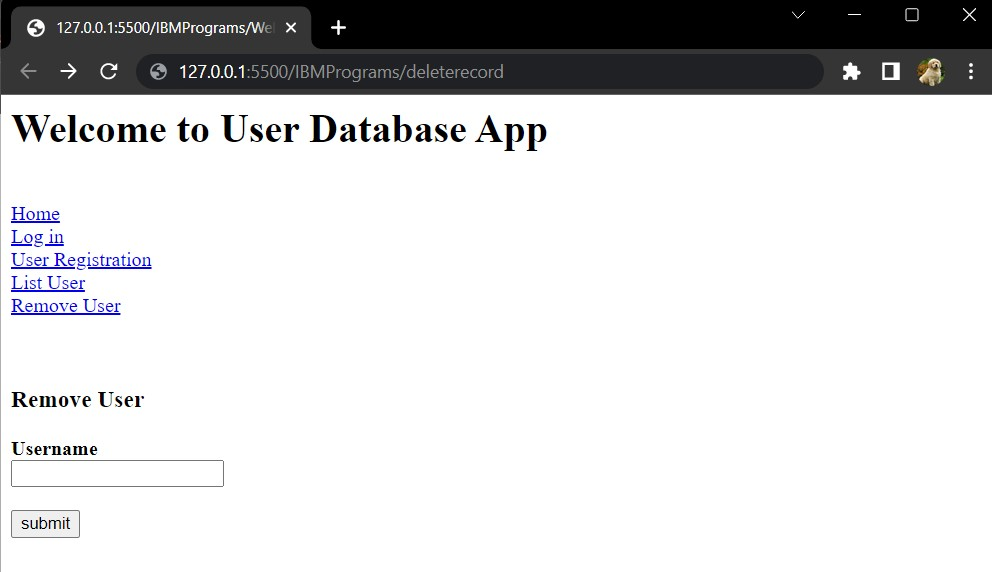 127.0.0.1:5500/IBMPrograms/Wel
127.0.0.1:5500/IBMPrograms/deleterecord
Welcome to User Database App
Home
Log in
User Registration
List User
Remove User
Remove User
Username
submit